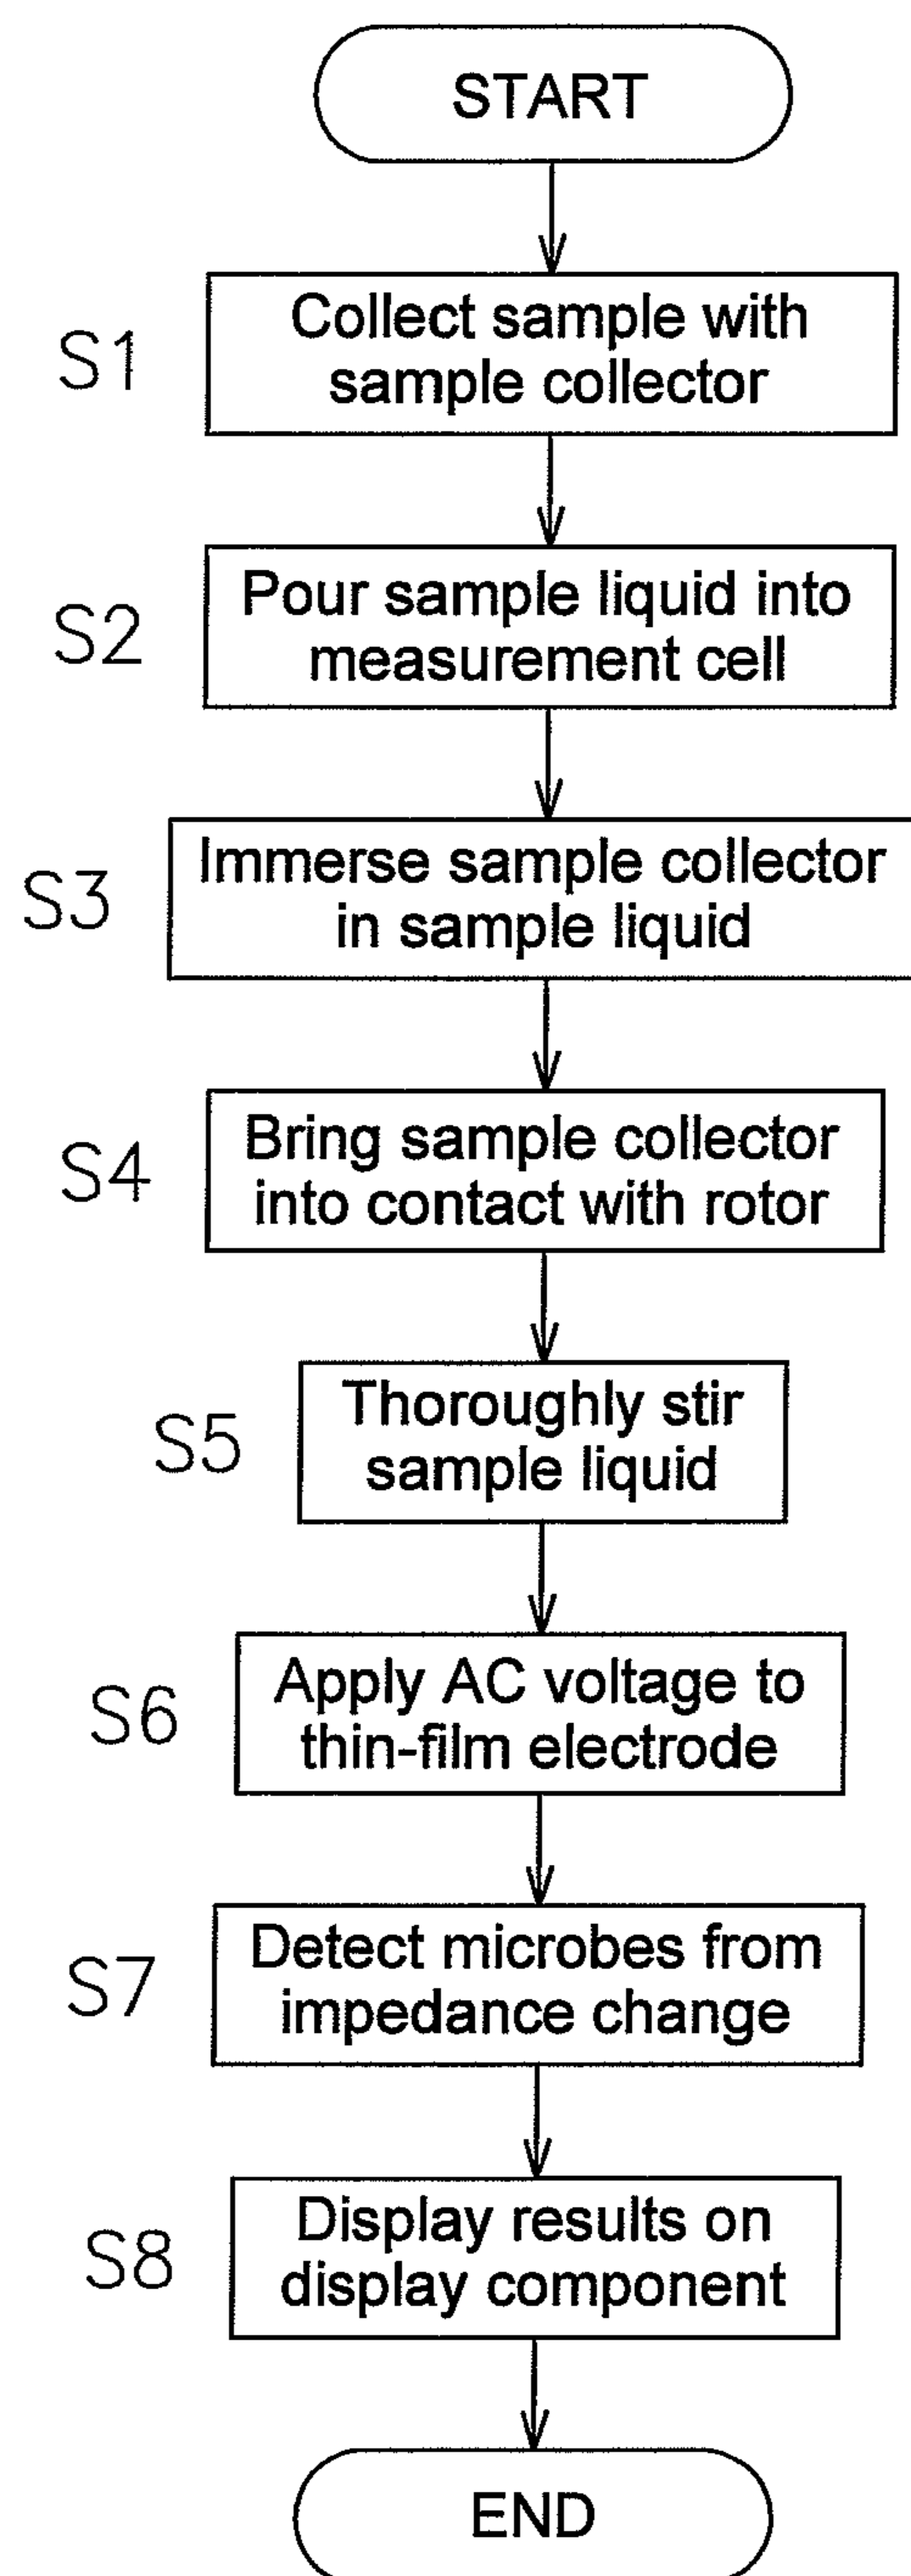 START
S1
Collect sample with
sample collector
S2
Pour sample liquid into
measurement cell
S3
Immerse sample collector
in sample liquid
S4
Bring sample collector
into contact with rotor
S5
Thoroughly stir
sample liquid
S6
Apply AC voltage to
thin-film electrode
S7
Detect microbes from
impedance change
S8
Display results on
display component
END